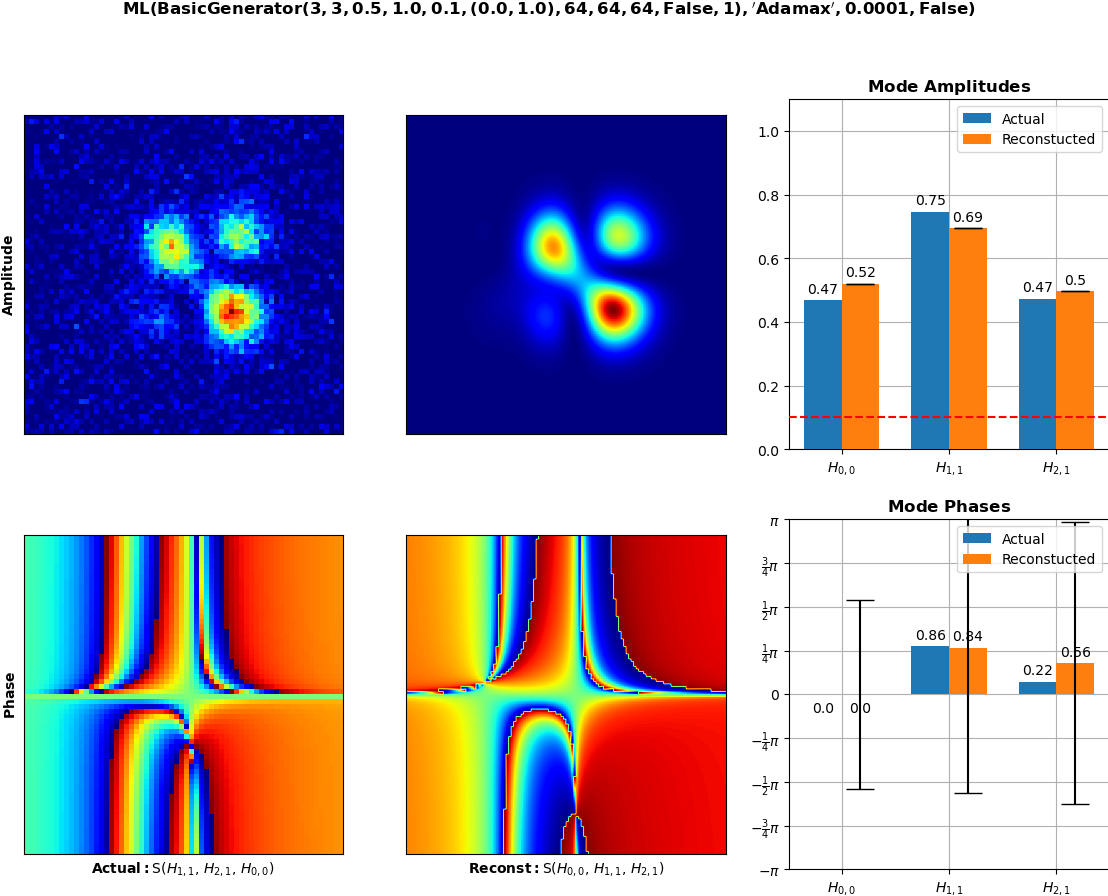 ML(BasicGenerator(3, 3, 0.5, 1.0, 0.1, (0.0, 1.0), 64, 64, 64, False, 1), 'Adamax', 0.0001, False)
Amplitude
Mode Amplitudes
Actual
Reconstucted
1.0
0.8
0.6
0.4
0.2
0.0
0.47
0.52
0.75
0.69
0.47
0.5
H0,0
H1,1
H2,1
Phase
Actual: S(H1,1, H2,1, H0,0)
Reconst: S(H0,0, H1,1, H2,1)
Mode Phases
Actual
Reconstucted
π
3/4π
1/2π
1/4π
0
−1/4π
−1/2π
−3/4π
−π
0.0
0.0
0.86
0.84
0.22
0.56
H0,0
H1,1
H2,1